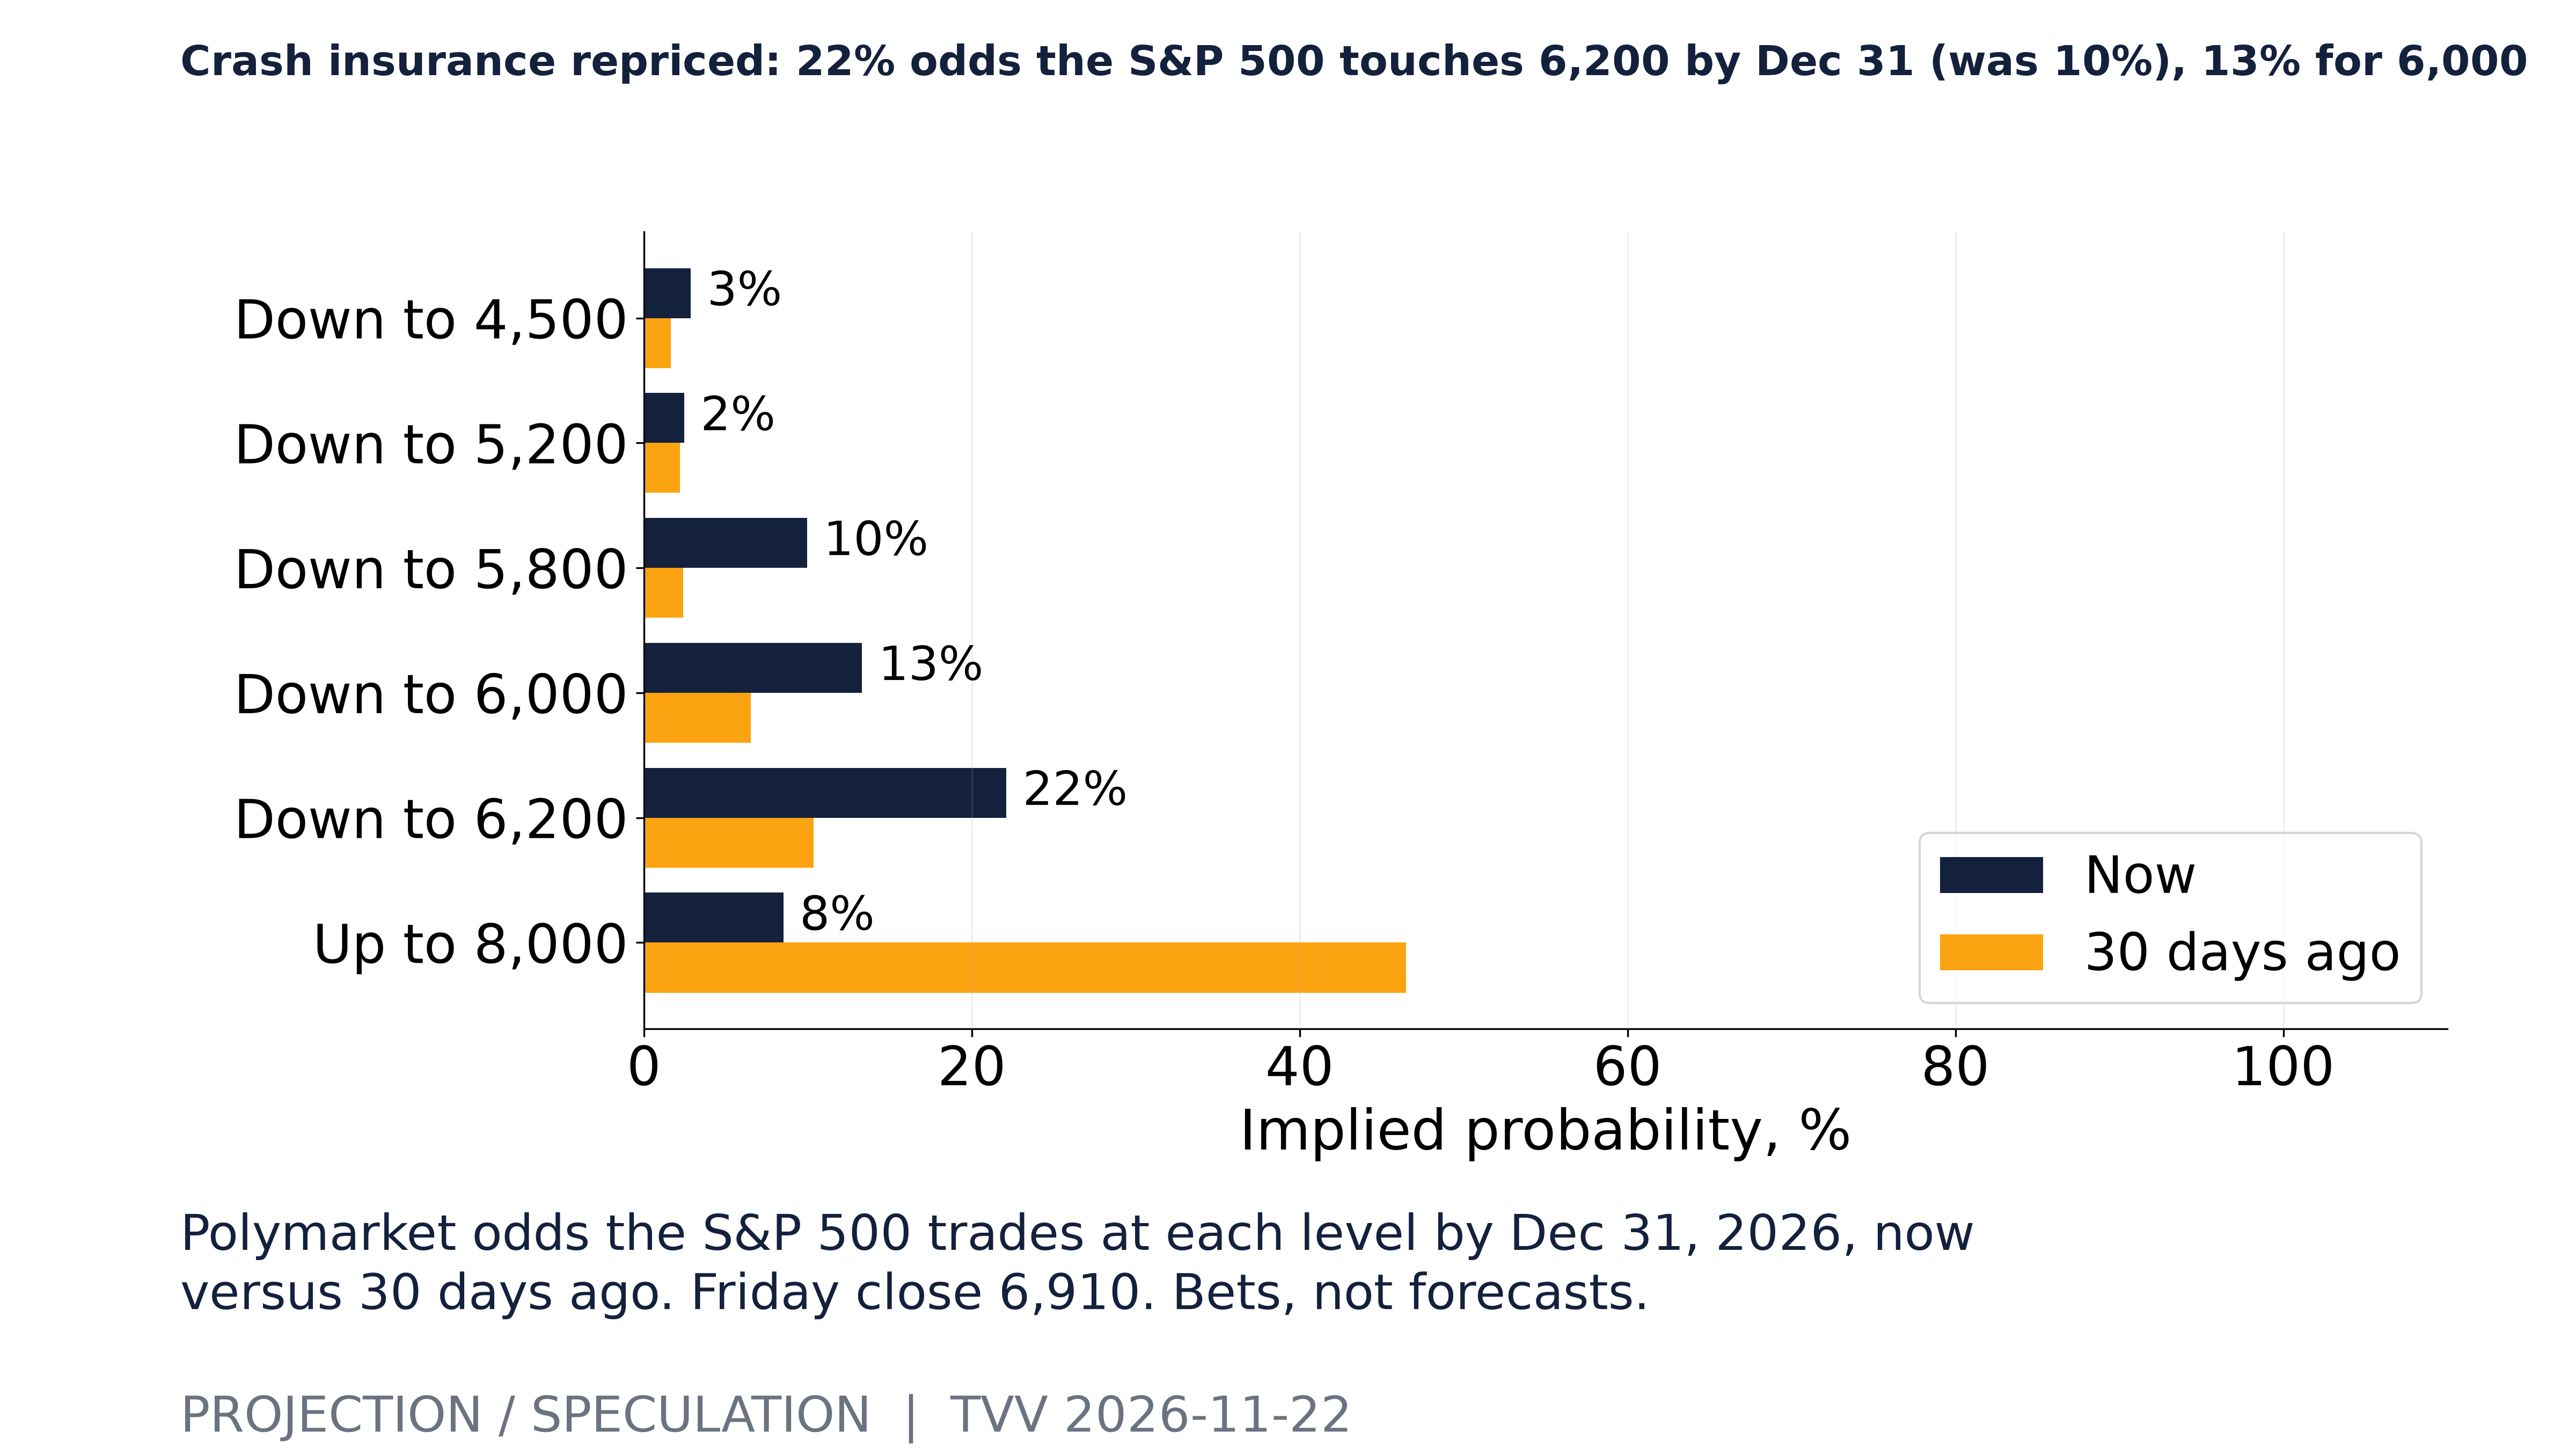 Crash insurance repriced: 22% odds the S&P 500 touches 6,200 by Dec 31 (was 10%), 13% for 6,000
Down to 4,500
3%
Down to 5,200
2%
Down to 5,800
10%
Down to 6,000
13%
Down to 6,200
22%
Up to 8,000
8%
Now
30 days ago
0 20 40 60 80 100
Implied probability, %
Polymarket odds the S&P 500 trades at each level by Dec 31, 2026, now
versus 30 days ago. Friday close 6,910. Bets, not forecasts.
PROJECTION / SPECULATION | TVV 2026-11-22